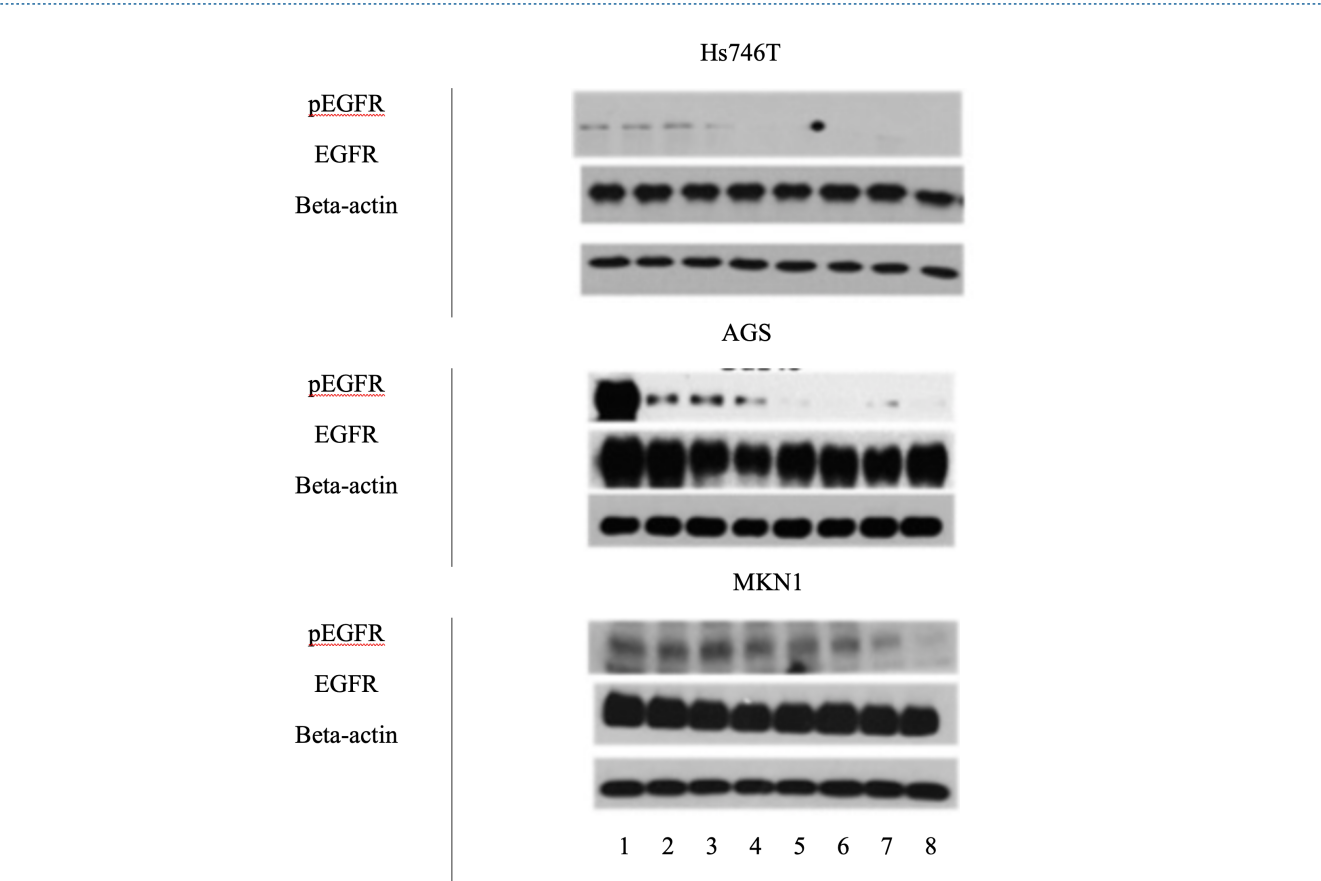 Hs746T
pEGFR
EGFR
Beta-actin
AGS
pEGFR
EGFR
Beta-actin
MKN1
pEGFR
EGFR
Beta-actin
1 2 3 4 5 6 7 8